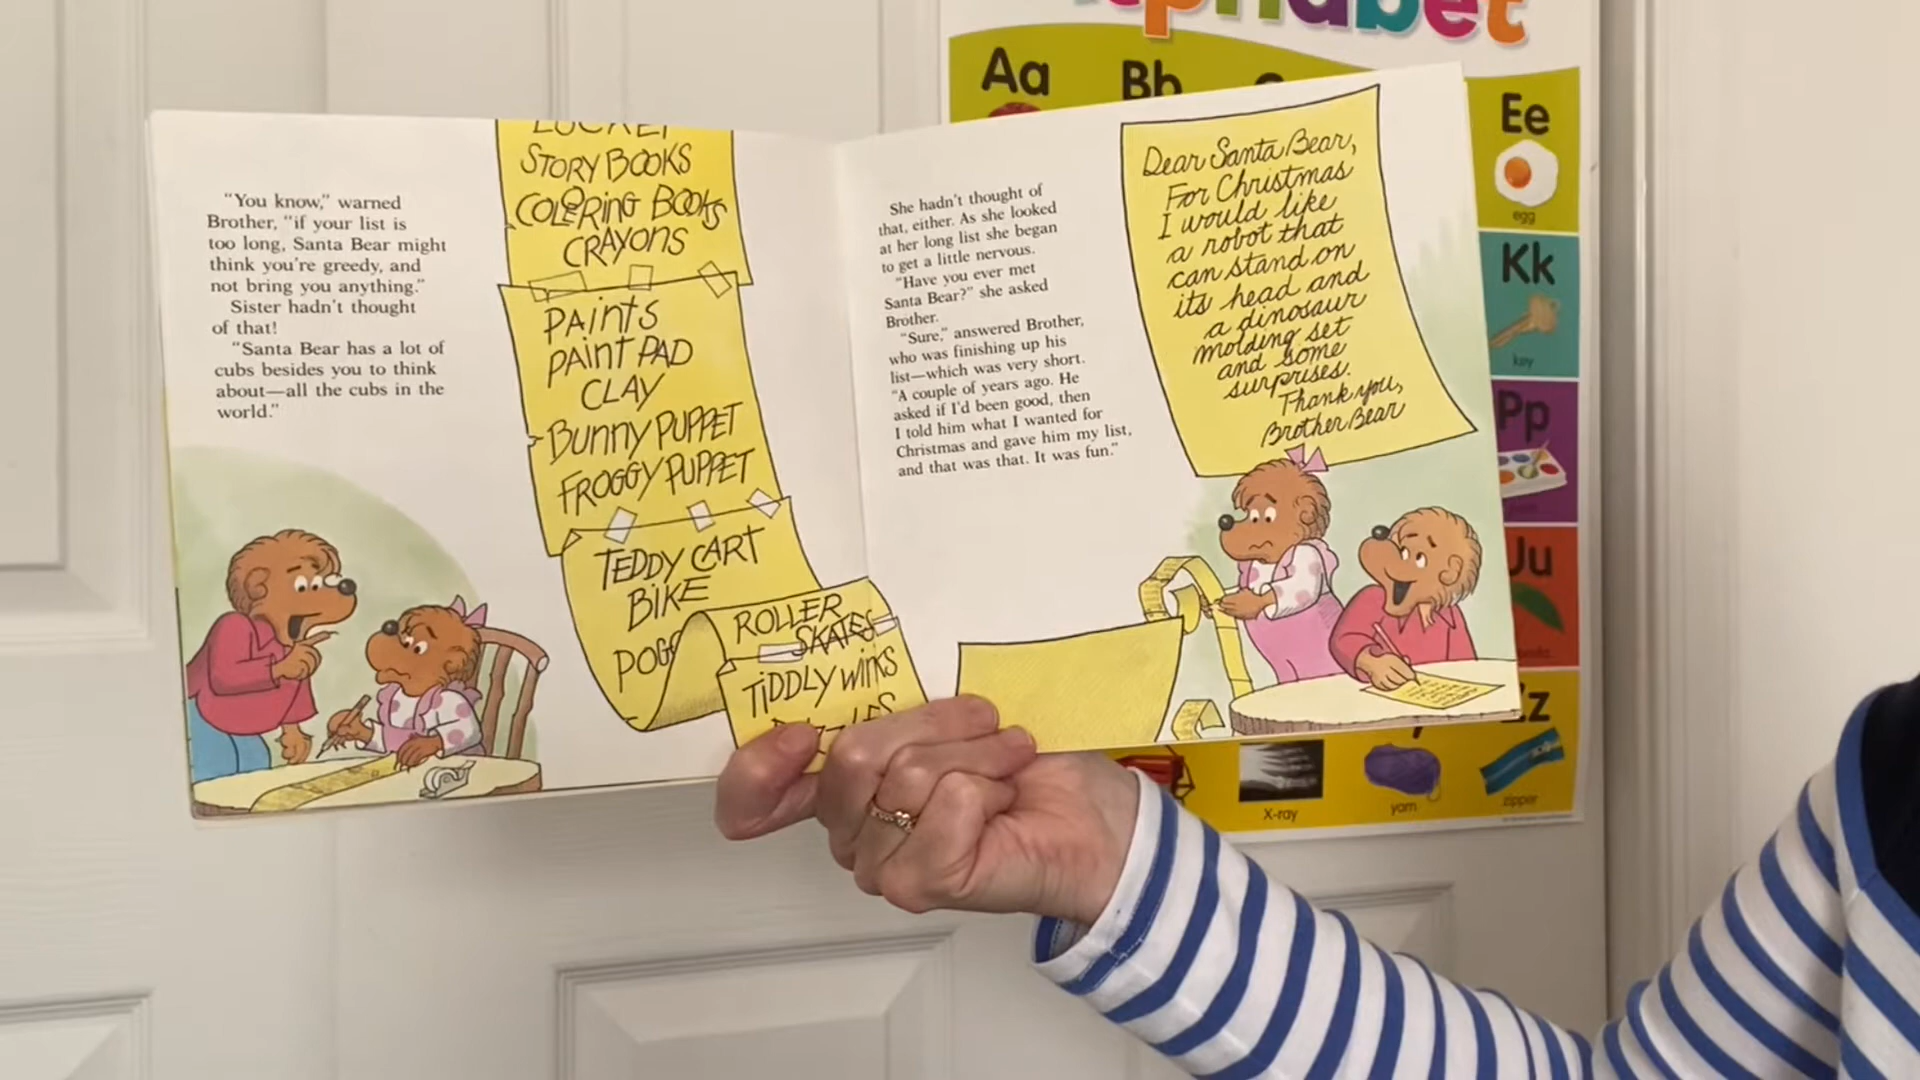 "You know," warned
Brother, "if your list is
too long, Santa Bear might
think you're greedy, and
not bring you anything."
Sister hadn't thought
of that!
"Santa Bear has a lot of
cubs besides you to think
about—all the cubs in the
world."
LOCKET
STORY BOOKS
COLORING BOOKS
CRAYONS
PAINTS
PAINT PAD
CLAY
BUNNY PUPPET
FROGGY PUPPET
TEDDY CART
BIKE
ROLLER
SKATES
TIDDLY WINKS
She hadn't thought of
that, either. As she looked
at her long list she began
to get a little nervous.
"Have you ever met
Santa Bear?" she asked
Brother.
"Sure," answered Brother,
who was finishing up his
list—which was very short.
"A couple of years ago. He
asked if I'd been good, then
I told him what I wanted for
Christmas and gave him my list,
and that was that. It was fun."
Dear Santa Bear,
For Christmas
I would like
a robot that
can stand on
its head and
a dinosaur
molding set
and some
surprises.
Thank you,
Brother Bear
Alphabet
Aa
Bb
Ee
egg
Kk
key
Pp
Uu
Zz
X-ray
yarn
zipper